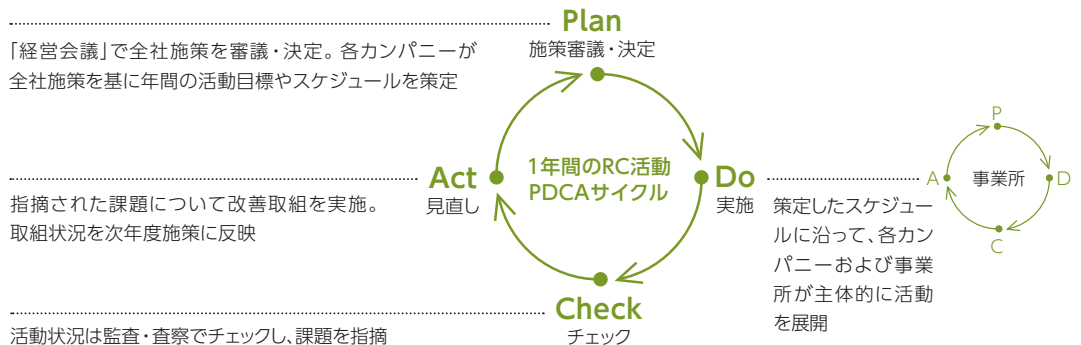 Plan
施策審議・決定
「経営会議」で全社施策を審議・決定。各カンパニーが
全社施策を基に年間の活動目標やスケジュールを策定
1年間のRC活動
PDCAサイクル
Do
実施
策定したスケジュー
ルに沿って、各カン
パニーおよび事業
所が主体的に活動
を展開
P
A
事業所
D
C
Act
見直し
指摘された課題について改善取組を実施。
取組状況を次年度施策に反映
Check
チェック
活動状況は監査・査察でチェックし、課題を指摘